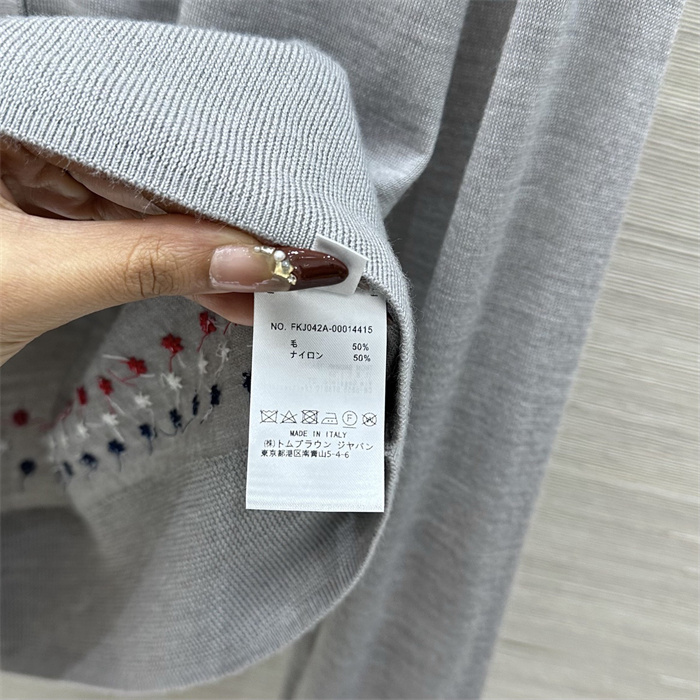 NO. FKJ042A-00014415
毛 50%
ナイロン 50%
F
MADE IN ITALY
(株)トムブラウン ジャパン
東京都港区南青山5-4-6